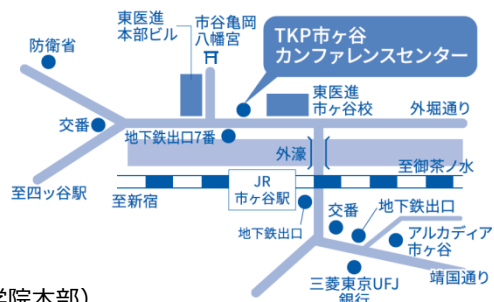 東医進
本部ビル
市谷亀岡
八幡宮
TKP市ヶ谷
カンファレンスセンター
防衛省
東医進
市ヶ谷校
外堀通り
交番
地下鉄出口7番
外濠
至御茶ノ水
至四ッ谷駅
至新宿
JR
市ヶ谷駅
地下鉄出口
交番
地下鉄出口
アルカディア
市ヶ谷
靖国通り
三菱東京UFJ
銀行
学院本部）